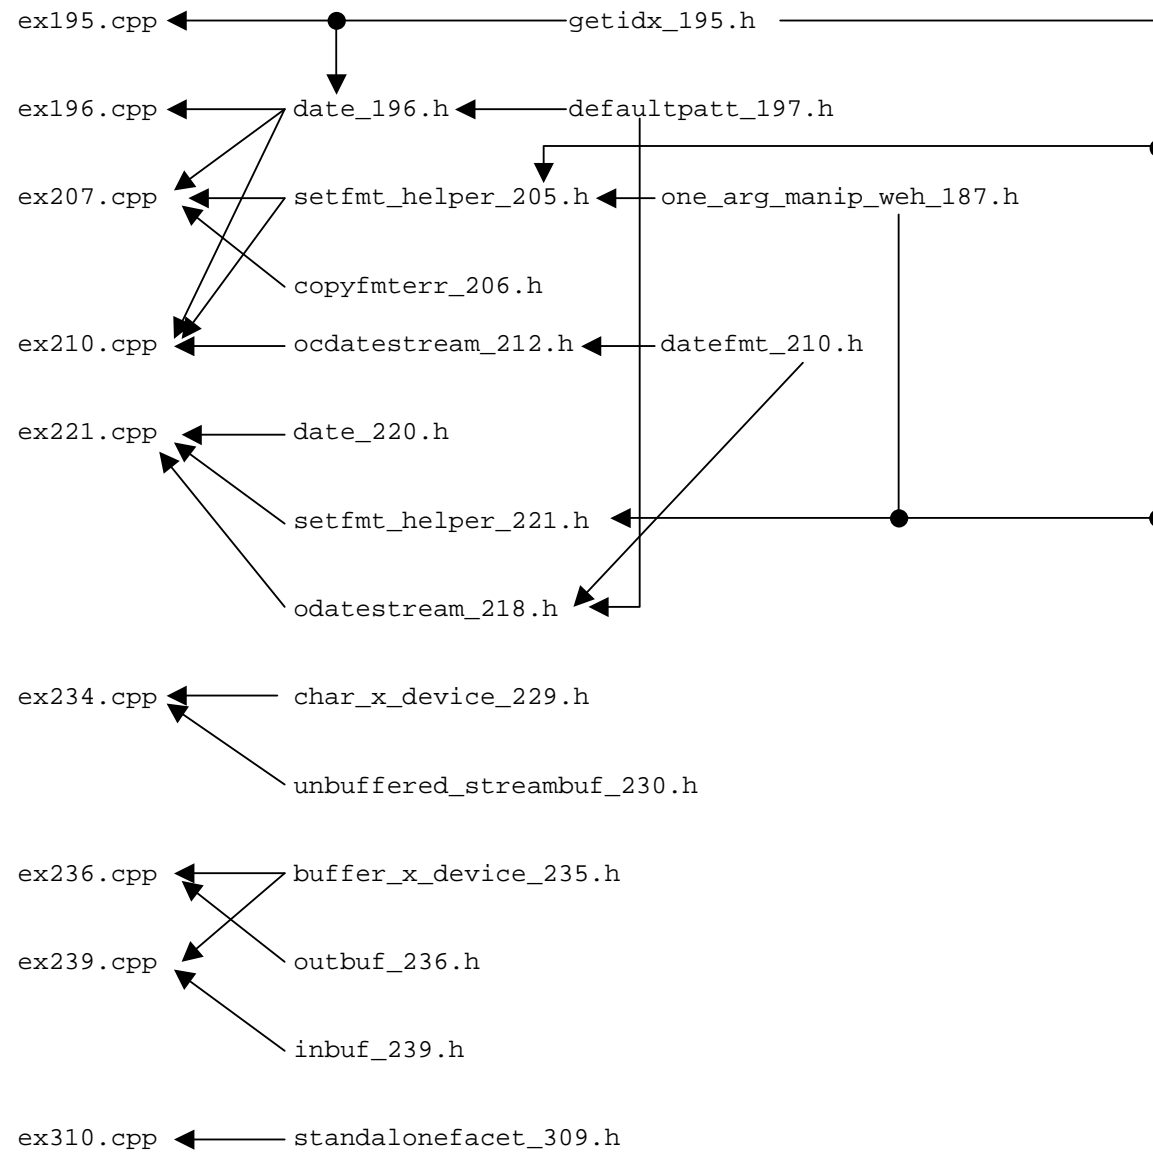 ex195.cpp getidx_195.h
ex196.cpp date_196.h defaultpatt_197.h
ex207.cpp setfmt_helper_205.h one_arg_manip_weh_187.h
copyfmterr_206.h
ex210.cpp ocdatestream_212.h datefmt_210.h
ex221.cpp date_220.h
setfmt_helper_221.h
odatestream_218.h
ex234.cpp char_x_device_229.h
unbuffered_streambuf_230.h
ex236.cpp buffer_x_device_235.h
ex239.cpp outbuf_236.h
inbuf_239.h
ex310.cpp standalonefacet_309.h